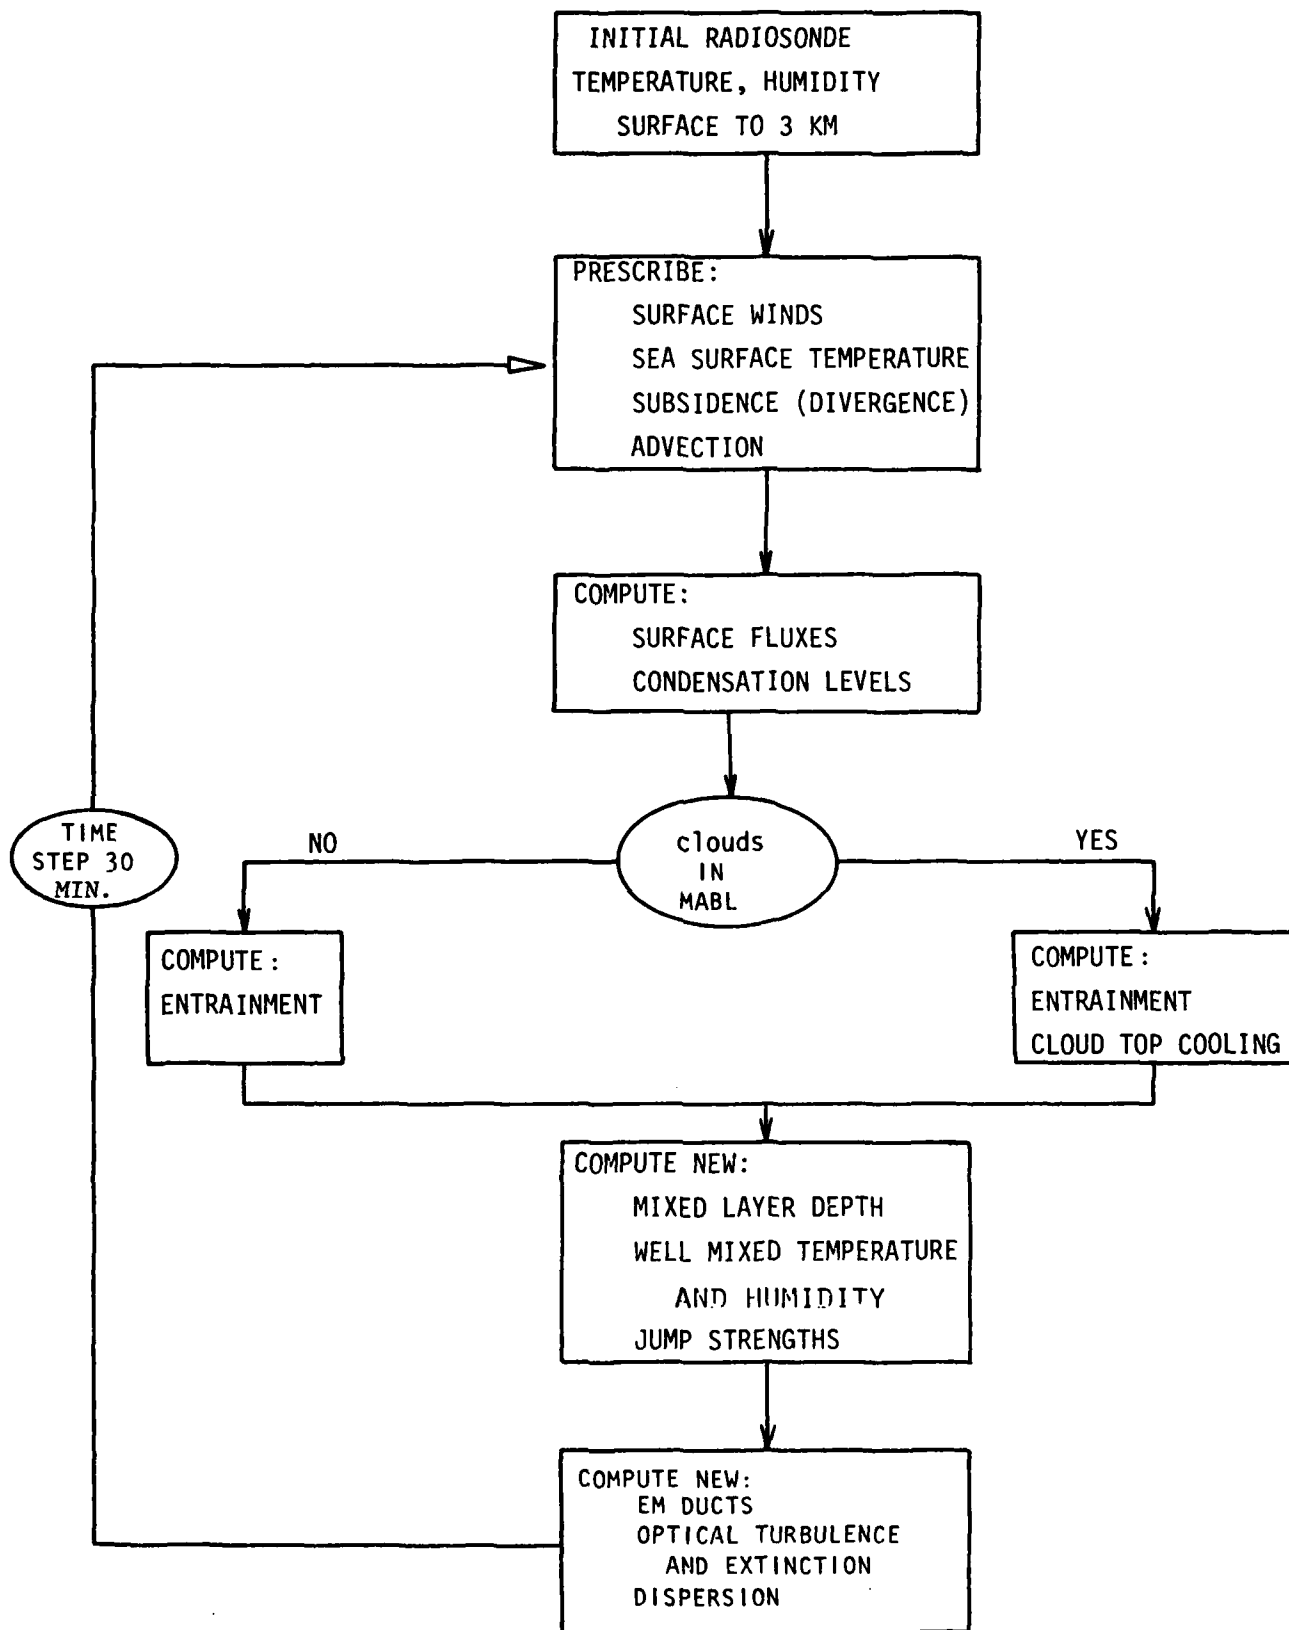 INITIAL RADIOSONDE
TEMPERATURE, HUMIDITY
SURFACE TO 3 KM
PRESCRIBE:
SURFACE WINDS
SEA SURFACE TEMPERATURE
SUBSIDENCE (DIVERGENCE)
ADVECTION
COMPUTE:
SURFACE FLUXES
CONDENSATION LEVELS
TIME
STEP 30
MIN.
NO
clouds
IN
MABL
YES
COMPUTE:
ENTRAINMENT
COMPUTE:
ENTRAINMENT
CLOUD TOP COOLING
COMPUTE NEW:
MIXED LAYER DEPTH
WELL MIXED TEMPERATURE
AND HUMIDITY
JUMP STRENGTHS
COMPUTE NEW:
EM DUCTS
OPTICAL TURBULENCE
AND EXTINCTION
DISPERSION